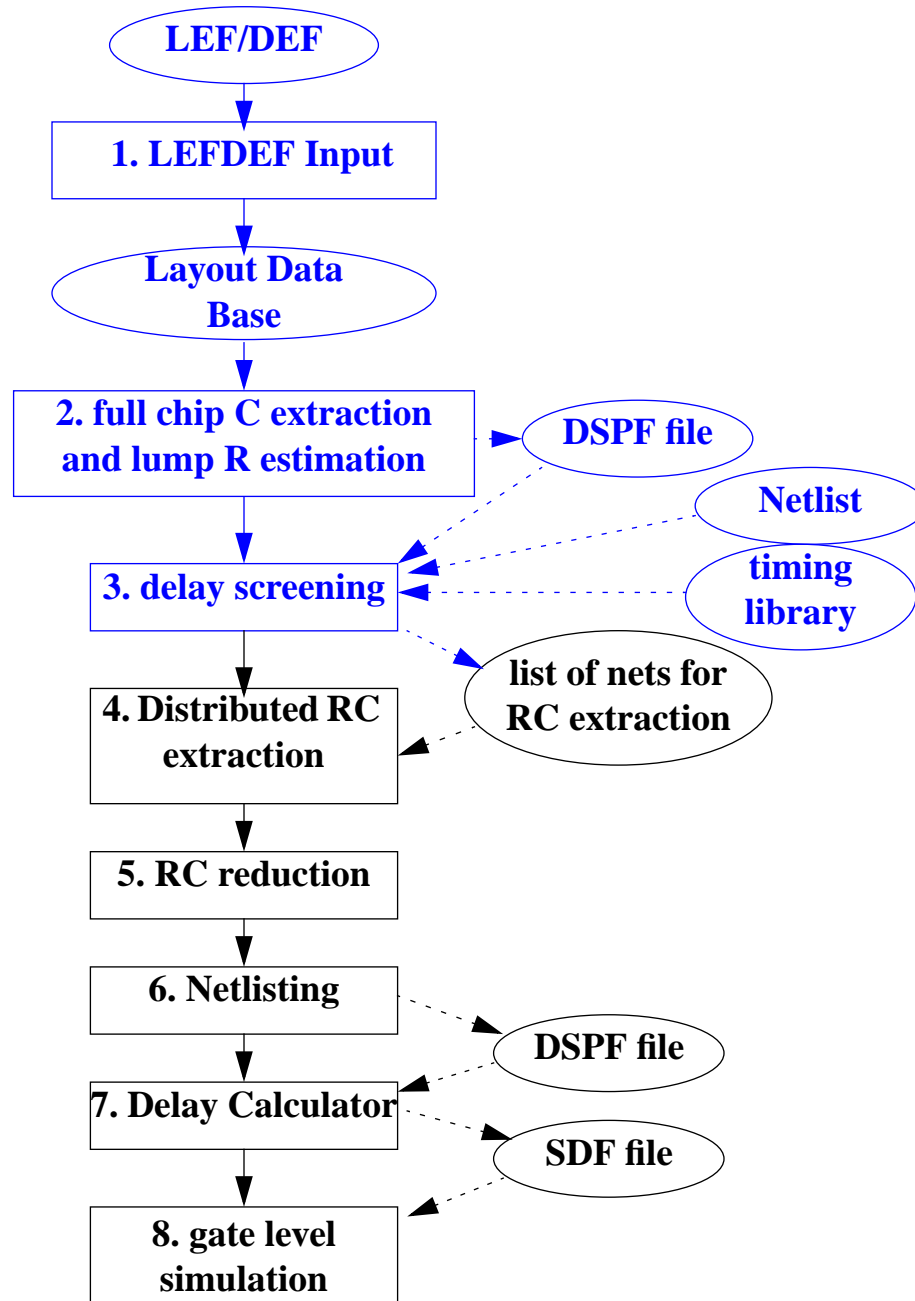 LEF/DEF
1. LEFDEF Input
Layout Data
Base
2. full chip C extraction
and lump R estimation
DSPF file
Netlist
3. delay screening
timing
library
list of nets for
RC extraction
4. Distributed RC
extraction
5. RC reduction
6. Netlisting
DSPF file
7. Delay Calculator
SDF file
8. gate level
simulation